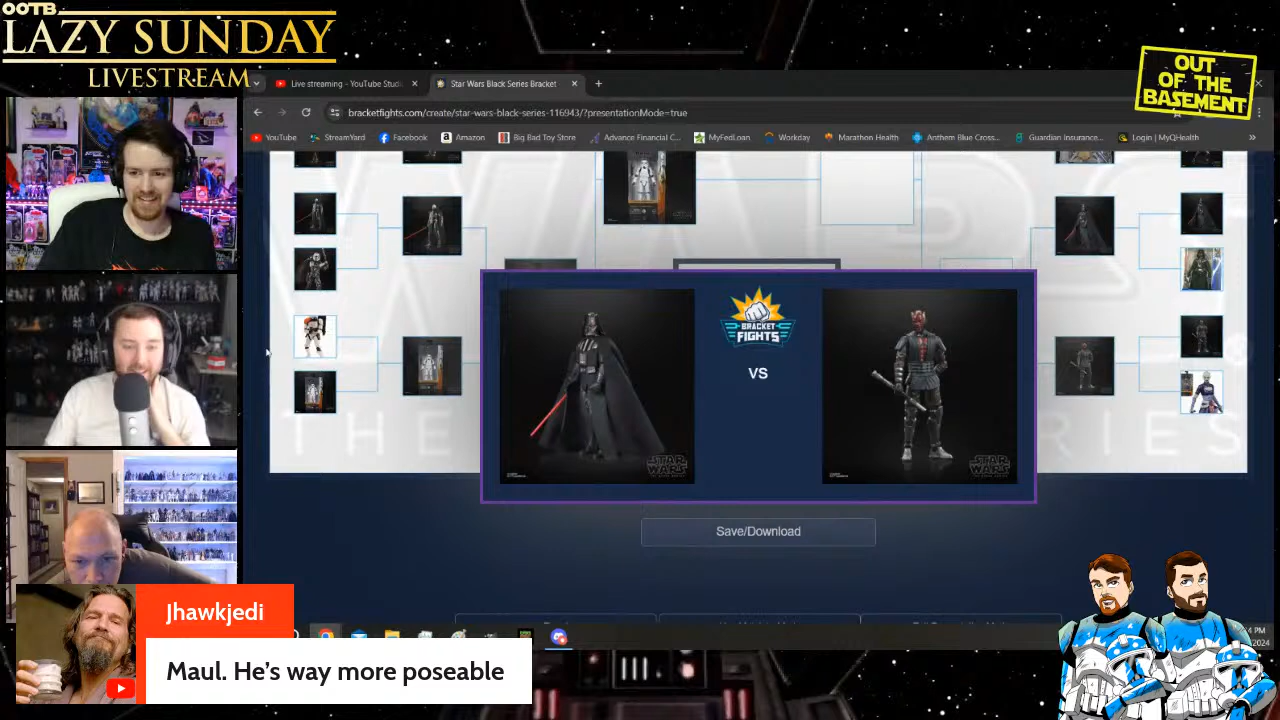 OOTB
LAZY SUNDAY
LIVESTREAM
OUT
OF THE
BASEMENT
Live streaming - YouTube Studi
Star Wars Black Series Bracket
bracketfights.com/create/star-wars-black-series-116943/?presentationMode=true
YouTube
StreamYard
Facebook
Amazon
Big Bad Toy Store
Advance Financial C...
MyFedLoan
Workday
Marathon Health
Anthem Blue Cross...
Guardian Insurance...
Login | MyQHealth
THE
RIES
BRACKET
FIGHTS
VS
STAR
WARS
STAR
WARS
Save/Download
Jhawkjedi
Maul. He's way more poseable